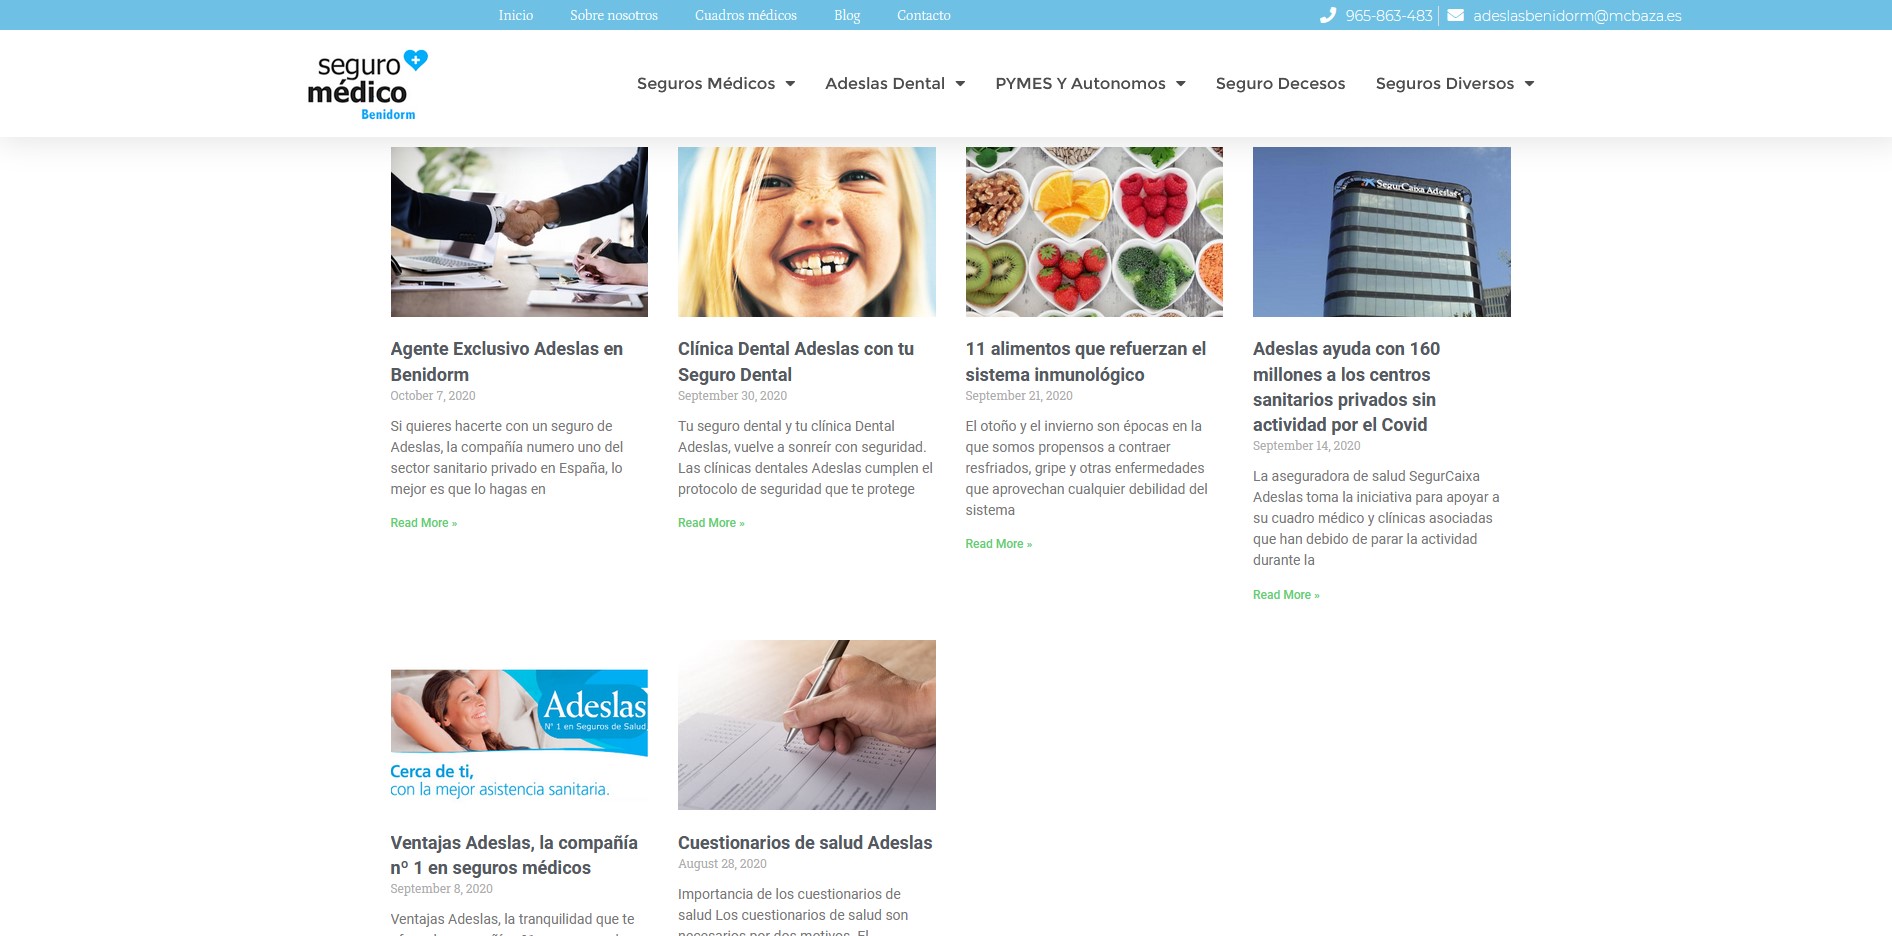 Inicio Sobre nosotros Cuadros médicos Blog Contacto 965-863-483 adeslasbenidorm@mcbaza.es
seguro
médico
Benidorm
Seguros Médicos Adeslas Dental PYMES Y Autonomos Seguro Decesos Seguros Diversos
SegurCaixa Adeslas
Agente Exclusivo Adeslas en
Benidorm
October 7, 2020
Si quieres hacerte con un seguro de
Adeslas, la compañía numero uno del
sector sanitario privado en España, lo
mejor es que lo hagas en
Read More »
Clínica Dental Adeslas con tu
Seguro Dental
September 30, 2020
Tu seguro dental y tu clínica Dental
Adeslas, vuelve a sonreír con seguridad.
Las clínicas dentales Adeslas cumplen el
protocolo de seguridad que te protege
Read More »
11 alimentos que refuerzan el
sistema inmunológico
September 21, 2020
El otoño y el invierno son épocas en la
que somos propensos a contraer
resfriados, gripe y otras enfermedades
que aprovechan cualquier debilidad del
sistema
Read More »
Adeslas ayuda con 160
millones a los centros
sanitarios privados sin
actividad por el Covid
September 14, 2020
La aseguradora de salud SegurCaixa
Adeslas toma la iniciativa para apoyar a
su cuadro médico y clínicas asociadas
que han debido de parar la actividad
durante la
Read More »
Adeslas
Nº 1 en Seguros de Salud
Cerca de ti,
con la mejor asistencia sanitaria.
Ventajas Adeslas, la compañía
nº 1 en seguros médicos
September 8, 2020
Ventajas Adeslas, la tranquilidad que te
Cuestionarios de salud Adeslas
August 28, 2020
Importancia de los cuestionarios de
salud Los cuestionarios de salud son
necesarios por dos motivos. El